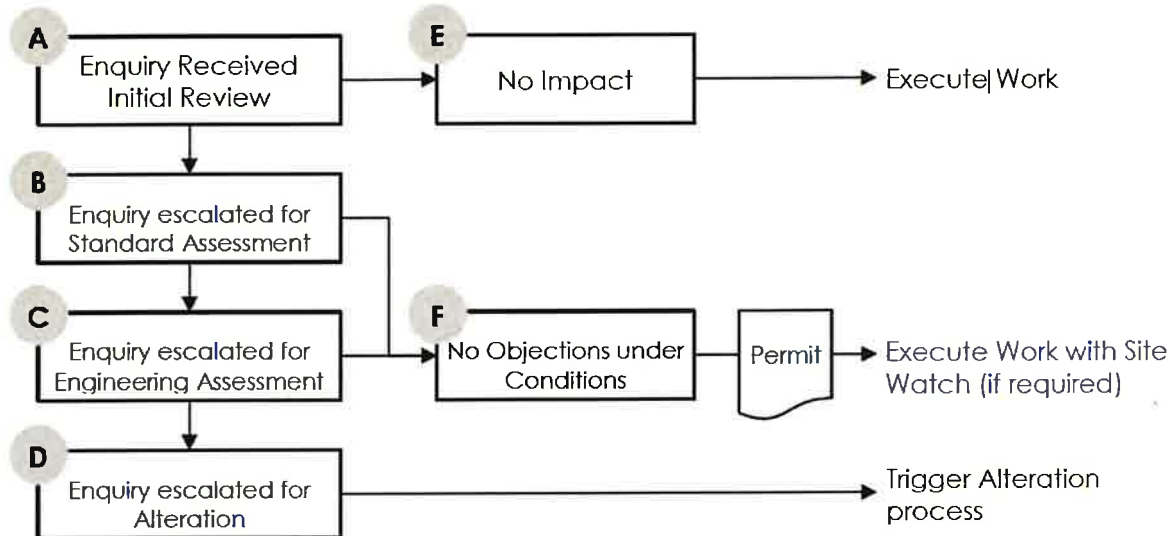 A
Enquiry Received
Initial Review
E
No Impact
Execute| Work
B
Enquiry escalated for
Standard Assessment
C
Enquiry escalated for
Engineering Assessment
F
No Objections under
Conditions
Permit
Execute Work with Site
Watch (if required)
D
Enquiry escalated for
Alteration
Trigger Alteration
process